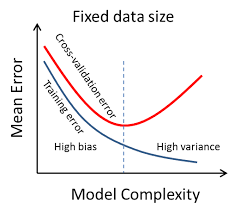 Fixed data size
Mean Error
Cross-validation error
Training error
High bias
High variance
Model Complexity